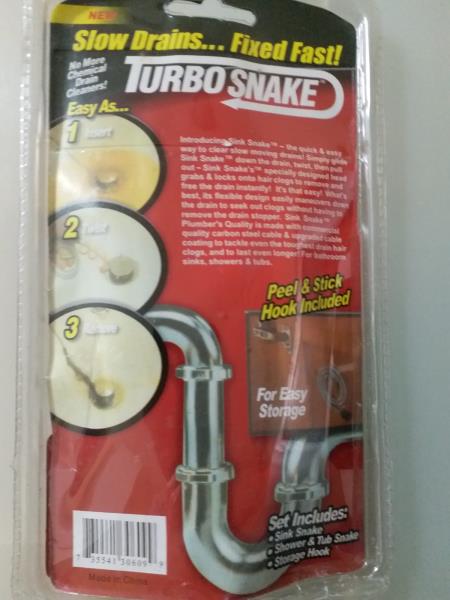 NEW
Slow Drains... Fixed Fast!
No More
Chemical
Drain
Cleaners!
TURBO SNAKE™
Easy As...
1 Insert
2 Twist
3 Remove
Introducing Sink Snake™ – the quick & easy
way to clear slow moving drains! Simply glide
Sink Snake™ down the drain, twist, then pull
out – Sink Snake's™ specially designed head
grabs & locks onto hair clogs to remove and
free the drain instantly! It's that easy! What's
best, its flexible design easily maneuvers down
the drain to seek out clogs without having to
remove the drain stopper. Sink Snake™
Plumber's Quality is made with commercial
quality carbon steel cable & upgraded cable
coating to tackle even the toughest drain hair
clogs, and to last even longer! For bathroom
sinks, showers & tubs.
Peel & Stick
Hook Included
For Easy
Storage
Set Includes:
• Sink Snake
• Shower & Tub Snake
• Storage Hook
7 35541 30609 9
Made in China